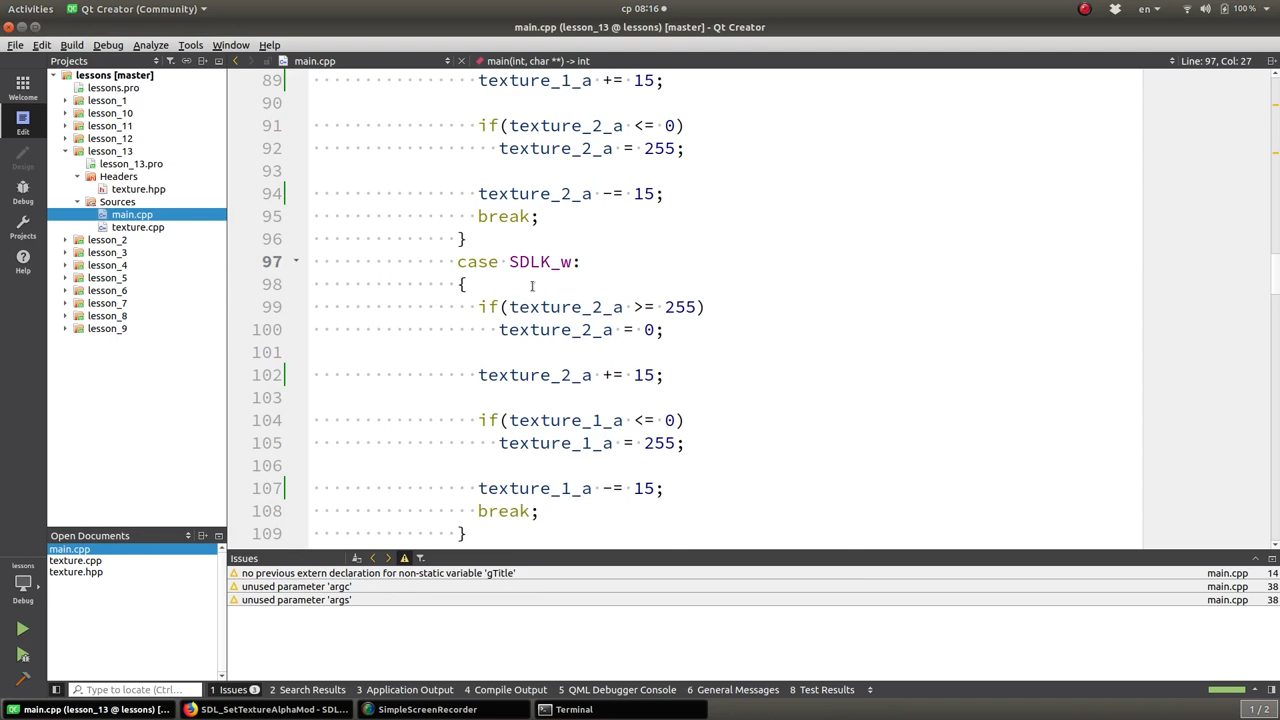 Activities Qt Creator (Community) ср 08:16 en 100 %
main.cpp (lesson_13 @ lessons) [master] - Qt Creator
File Edit Build Debug Analyze Tools Window Help
Projects main.cpp main(int, char **) -> int Line: 97, Col: 27
Welcome
Edit
Design
Debug
Projects
Help
lessons
Debug
lessons [master]
lessons.pro
lesson_1
lesson_10
lesson_11
lesson_12
lesson_13
lesson_13.pro
Headers
texture.hpp
Sources
main.cpp
texture.cpp
lesson_2
lesson_3
lesson_4
lesson_5
lesson_6
lesson_7
lesson_8
lesson_9
Open Documents
main.cpp
texture.cpp
texture.hpp
89 texture_1_a += 15;
90
91 if(texture_2_a <= 0)
92 texture_2_a = 255;
93
94 texture_2_a -= 15;
95 break;
96 }
97 case SDLK_w:
98 {
99 if(texture_2_a >= 255)
100 texture_2_a = 0;
101
102 texture_2_a += 15;
103
104 if(texture_1_a <= 0)
105 texture_1_a = 255;
106
107 texture_1_a -= 15;
108 break;
109 }
Issues
no previous extern declaration for non-static variable 'gTitle' main.cpp 14
unused parameter 'argc' main.cpp 38
unused parameter 'args' main.cpp 38
Type to locate (... 1 Issues 3 2 Search Results 3 Application Output 4 Compile Output 5 QML Debugger Console 6 General Messages 8 Test Results
main.cpp (lesson_13 @ lessons) [... SDL_SetTextureAlphaMod - SDL... SimpleScreenRecorder Terminal 1 / 2